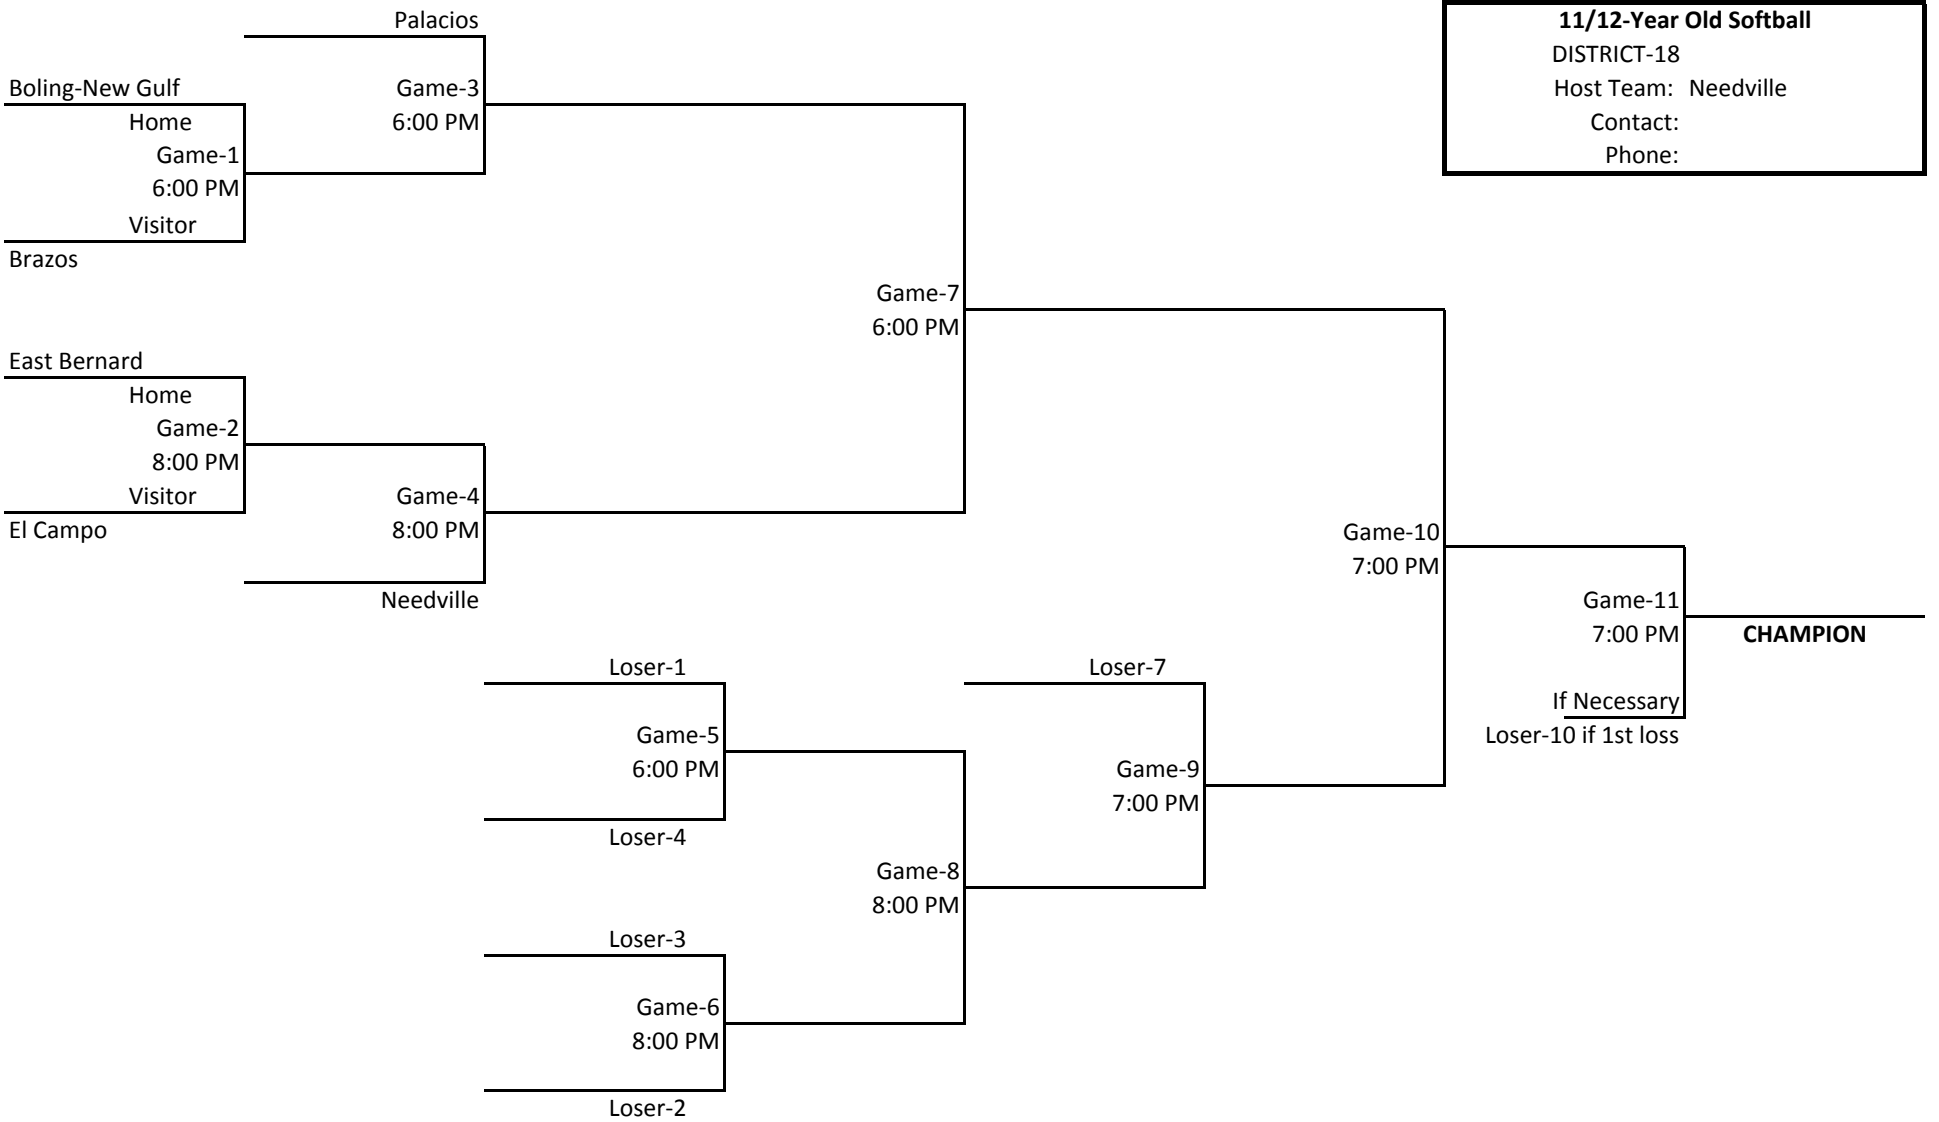 Palacios
11/12-Year Old Softball
DISTRICT-18
Boling-New Gulf
Game-3
Host Team: Needville
Home
6:00 PM
Contact:
Game-1
Phone:
6:00 PM
Visitor
Brazos
Game-7
6:00 PM
East Bernard
Home
Game-2
8:00 PM
Visitor
Game-4
El Campo
8:00 PM
Game-10
7:00 PM
Needville
Game-11
7:00 PM
CHAMPION
Loser-1
Loser-7
If Necessary
Game-5
Loser-10 if 1st loss
6:00 PM
Game-9
7:00 PM
Loser-4
Game-8
8:00 PM
Loser-3
Game-6
8:00 PM
Loser-2